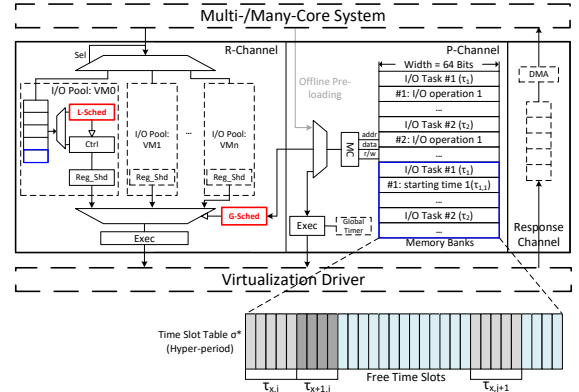 Multi-/Many-Core System
R-Channel
P-Channel
Sel
Width = 64 Bits
I/O Pool: VM0
L-Sched
Ctrl
Reg_Shd
I/O Pool:
VM1
Reg_Shd
...
I/O Pool:
VMn
Reg_Shd
G-Sched
Exec
Offline Pre-
loading
MC
addr
data
r/w
Exec
Global
Timer
I/O Task #1 (τ₁)
#1: I/O operation 1
...
I/O Task #2 (τ₂)
#2: I/O operation 1
...
I/O Task #1 (τ₁)
#1: starting time 1(τ₁,₁)
...
I/O Task #2 (τ₂)
...
Memory Banks
DMA
Response
Channel
Virtualization Driver
Time Slot Table σ*
(Hyper-period)
τx,j
τx+1,j
Free Time Slots
τx,j+1